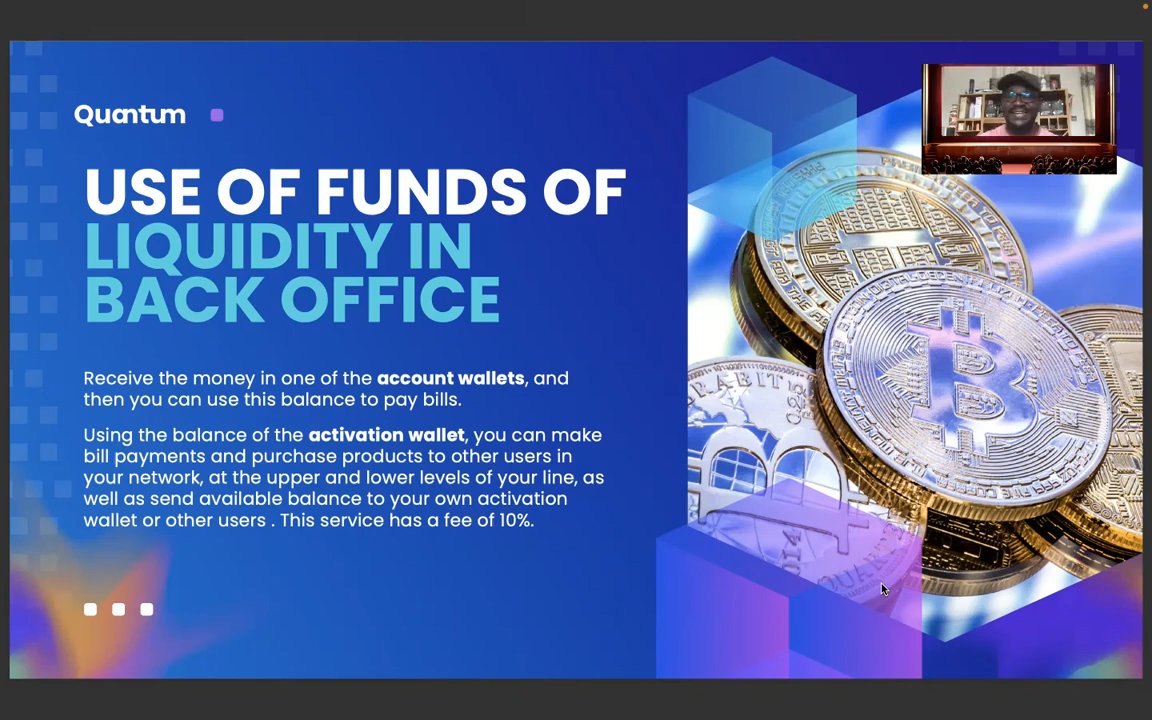 Quantum
USE OF FUNDS OF
LIQUIDITY IN
BACK OFFICE
Receive the money in one of the account wallets, and
then you can use this balance to pay bills.
Using the balance of the activation wallet, you can make
bill payments and purchase products to other users in
your network, at the upper and lower levels of your line, as
well as send available balance to your own activation
wallet or other users . This service has a fee of 10%.